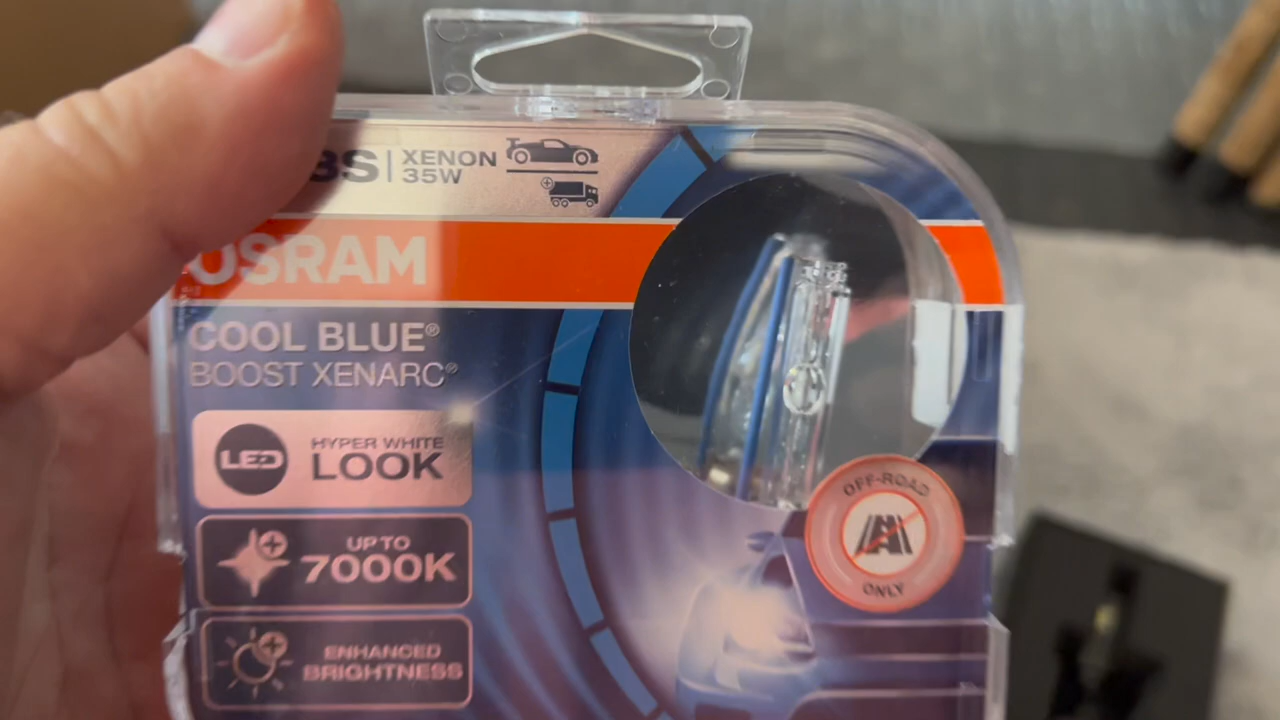 3S | XENON
35W
OSRAM
COOL BLUE®
BOOST XENARC®
LED
HYPER WHITE
LOOK
UP TO
7000K
ENHANCED
BRIGHTNESS
OFF-ROAD
ONLY